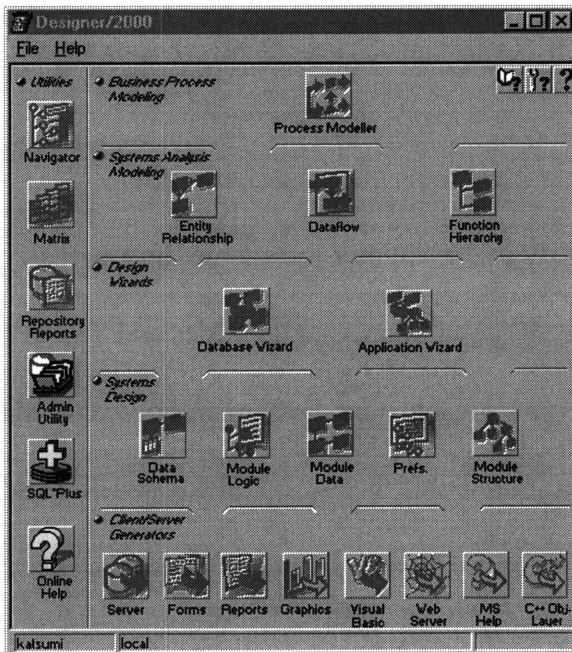 Designer/2000
File Help
Utilities
Navigator
Matrix
Repository
Reports
Admin
Utility
SQL*Plus
Online
Help
Business Process
Modeling
Process Modeller
Systems Analysis
Modeling
Entity
Relationship
Dataflow
Function
Hierarchy
Design
Wizards
Database Wizard
Application Wizard
Systems
Design
Data
Schema
Module
Logic
Module
Data
Prefs.
Module
Structure
Client/Server
Generators
Server
Forms
Reports
Graphics
Visual
Basic
Web
Server
MS
Help
C++ Obj-
Layer
katsumi
local